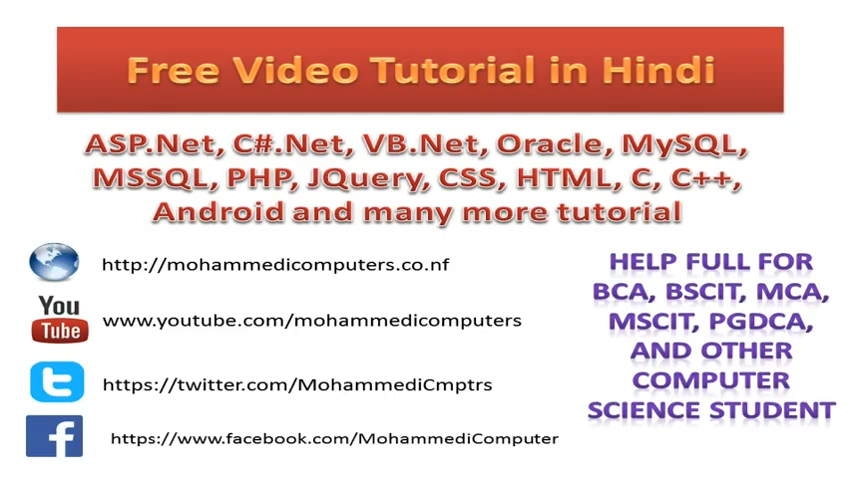 Free Video Tutorial in Hindi
ASP.Net, C#.Net, VB.Net, Oracle, MySQL,
MSSQL, PHP, JQuery, CSS, HTML, C, C++,
Android and many more tutorial
http://mohammedicomputers.co.nf
You
Tube
www.youtube.com/mohammedicomputers
https://twitter.com/MohammediCmptrs
https://www.facebook.com/MohammediComputer
HELP FULL FOR
BCA, BSCIT, MCA,
MSCIT, PGDCA,
AND OTHER
COMPUTER
SCIENCE STUDENT